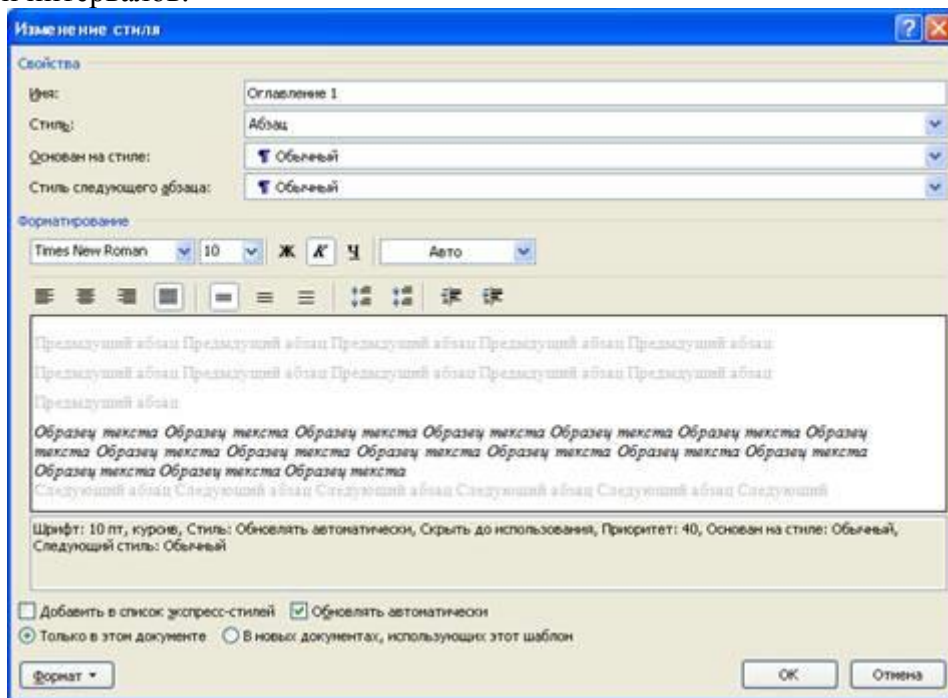 и интервалов.
Изменение стиля
Свойства
Имя: Оглавление 1
Стиль: Абзац
Основан на стиле: ¶ Обычный
Стиль следующего абзаца: ¶ Обычный
Форматирование
Times New Roman 10 Ж К Ч Авто
Предыдущий абзац Предыдущий абзац Предыдущий абзац Предыдущий абзац Предыдущий абзац
Предыдущий абзац Предыдущий абзац Предыдущий абзац Предыдущий абзац Предыдущий абзац
Предыдущий абзац
Образец текста Образец текста Образец текста Образец текста Образец текста Образец текста Образец
текста Образец текста Образец текста Образец текста Образец текста Образец текста Образец текста
Образец текста Образец текста Образец текста
Следующий абзац Следующий абзац Следующий абзац Следующий абзац Следующий абзац Следующий
Шрифт: 10 пт, курсив, Стиль: Обновлять автоматически, Скрыть до использования, Приоритет: 40, Основан на стиле: Обычный,
Следующий стиль: Обычный
Добавить в список экспресс-стилей Обновлять автоматически
Только в этом документе В новых документах, использующих этот шаблон
Формат ОК Отмена